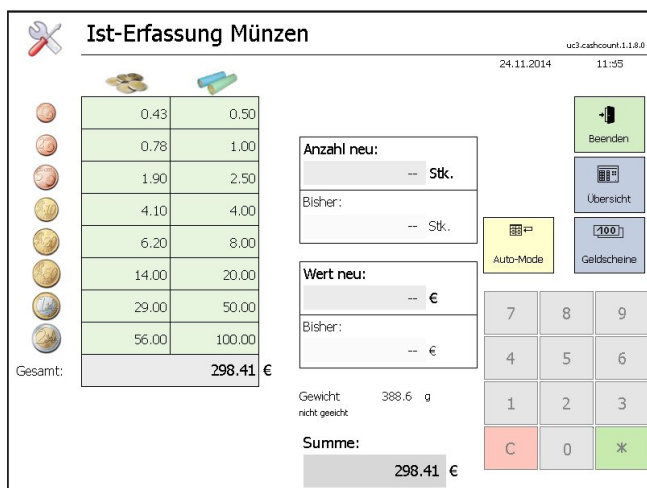 Ist-Erfassung Münzen
uc3.cashcount.1.1.8.0
24.11.2014 11:55
0.43 0.50
0.78 1.00
1.90 2.50
4.10 4.00
6.20 8.00
14.00 20.00
29.00 50.00
56.00 100.00
Gesamt: 298.41 €
Anzahl neu:
-- Stk.
Bisher:
-- Stk.
Wert neu:
-- €
Bisher:
-- €
Gewicht 388.6 g
nicht geeicht
Summe:
298.41 €
Beenden
Übersicht
Auto-Mode
100
Geldscheine
7 8 9
4 5 6
1 2 3
C 0 *